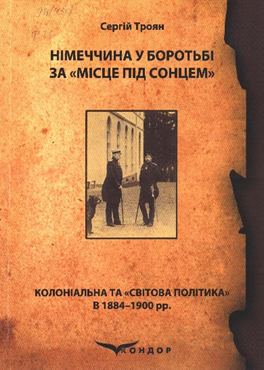 Сергій Троян
НІМЕЧЧИНА У БОРОТЬБІ
ЗА «МІСЦЕ ПІД СОНЦЕМ»
КОЛОНІАЛЬНА ТА «СВІТОВА ПОЛІТИКА»
В 1884–1900 рр.
КОНДОР